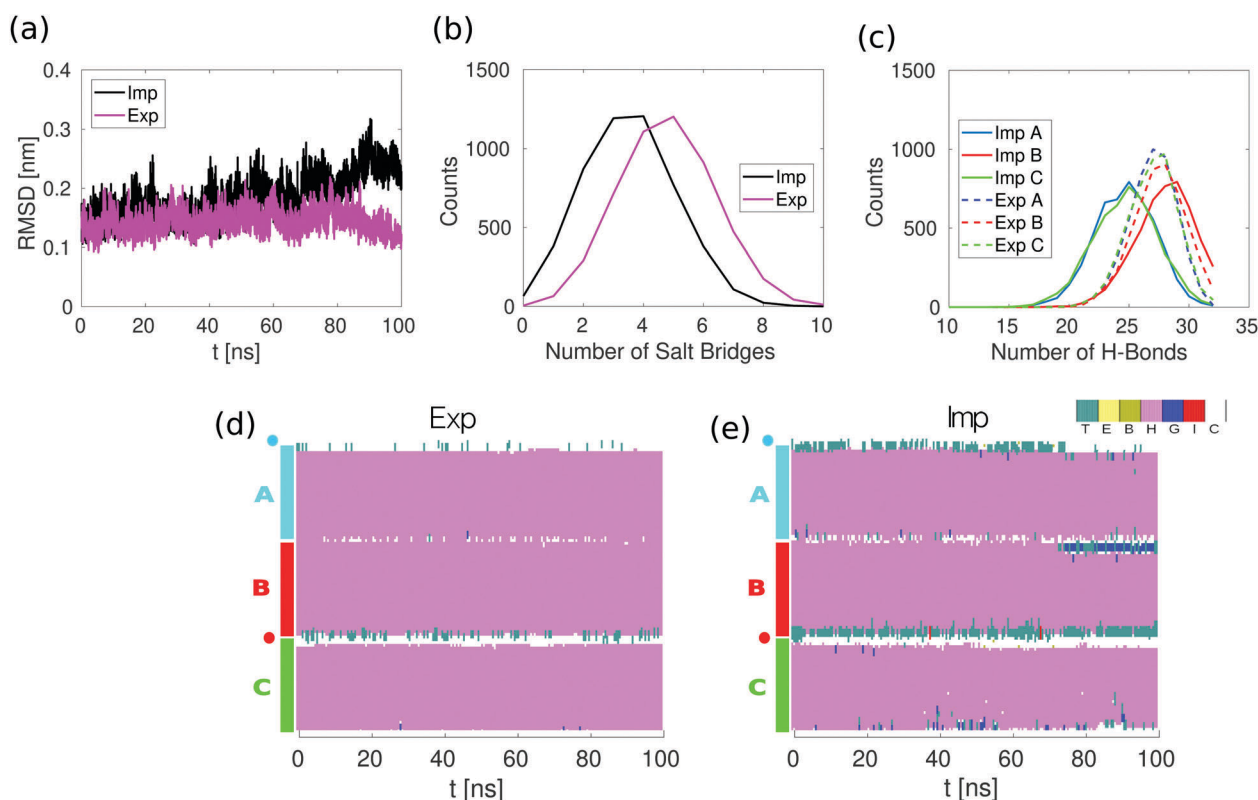 (a)
0.4
0.3
0.2
0.1
0
RMSD [nm]
Imp
Exp
0 20 40 60 80 100
t [ns]
(b)
1500
1000
500
0
Counts
Imp
Exp
0 2 4 6 8 10
Number of Salt Bridges
(c)
1500
1000
500
0
Counts
Imp A
Imp B
Imp C
Exp A
Exp B
Exp C
10 15 20 25 30 35
Number of H-Bonds
(d)
Exp
A
B
C
0 20 40 60 80 100
t [ns]
(e)
Imp
T E B H G I C
A
B
C
0 20 40 60 80 100
t [ns]